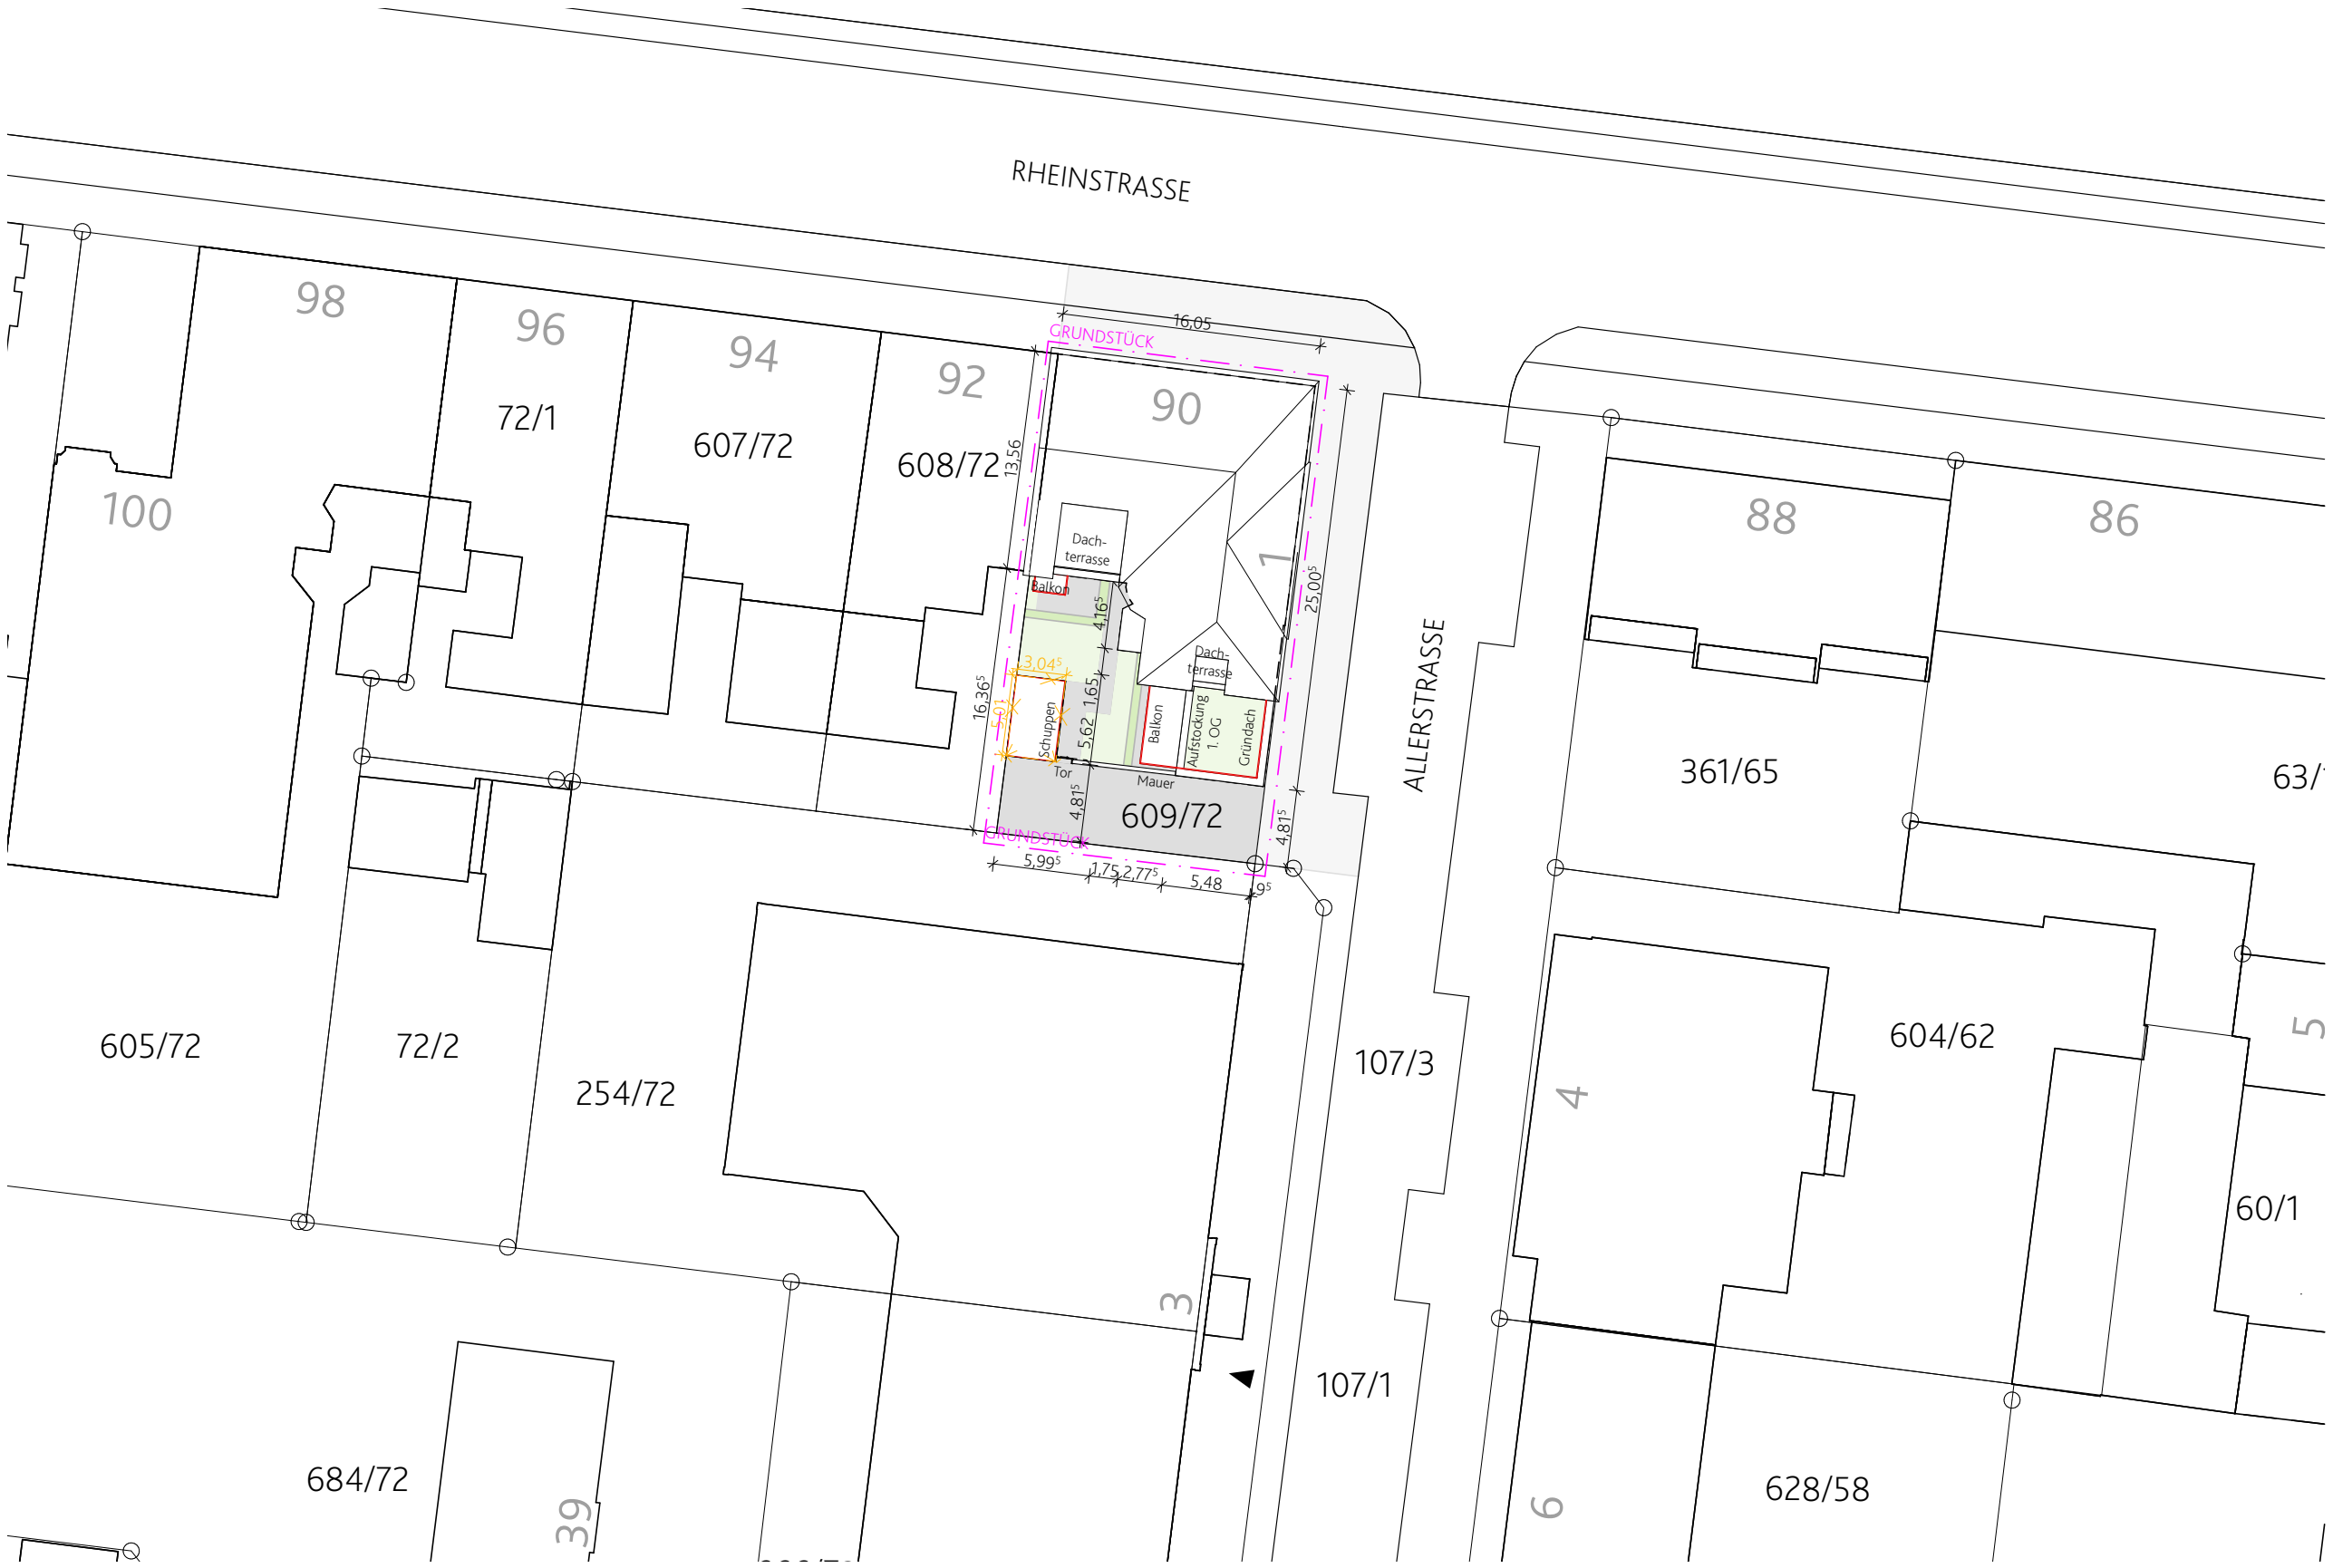 RHEINSTRASSE
98
96
94
92
90
100
72/1
607/72
608/72
16,05
GRUNDSTÜCK
13,56
Dach-
terrasse
Balkon
4,16⁵
1
25,00⁵
88
86
ALLERSTRASSE
3,04⁵
1,65
5,01
Schuppen
5,62
16,36⁵
Dach-
terrasse
Balkon
Aufstockung
1. OG
Gründach
Tor
Mauer
4,81⁵
609/72
4,81⁵
GRUNDSTÜCK
5,99⁵
1,75
2,77⁵
5,48
9⁵
361/65
605/72
72/2
254/72
107/3
604/62
4
5
60/1
3
107/1
684/72
39
6
628/58